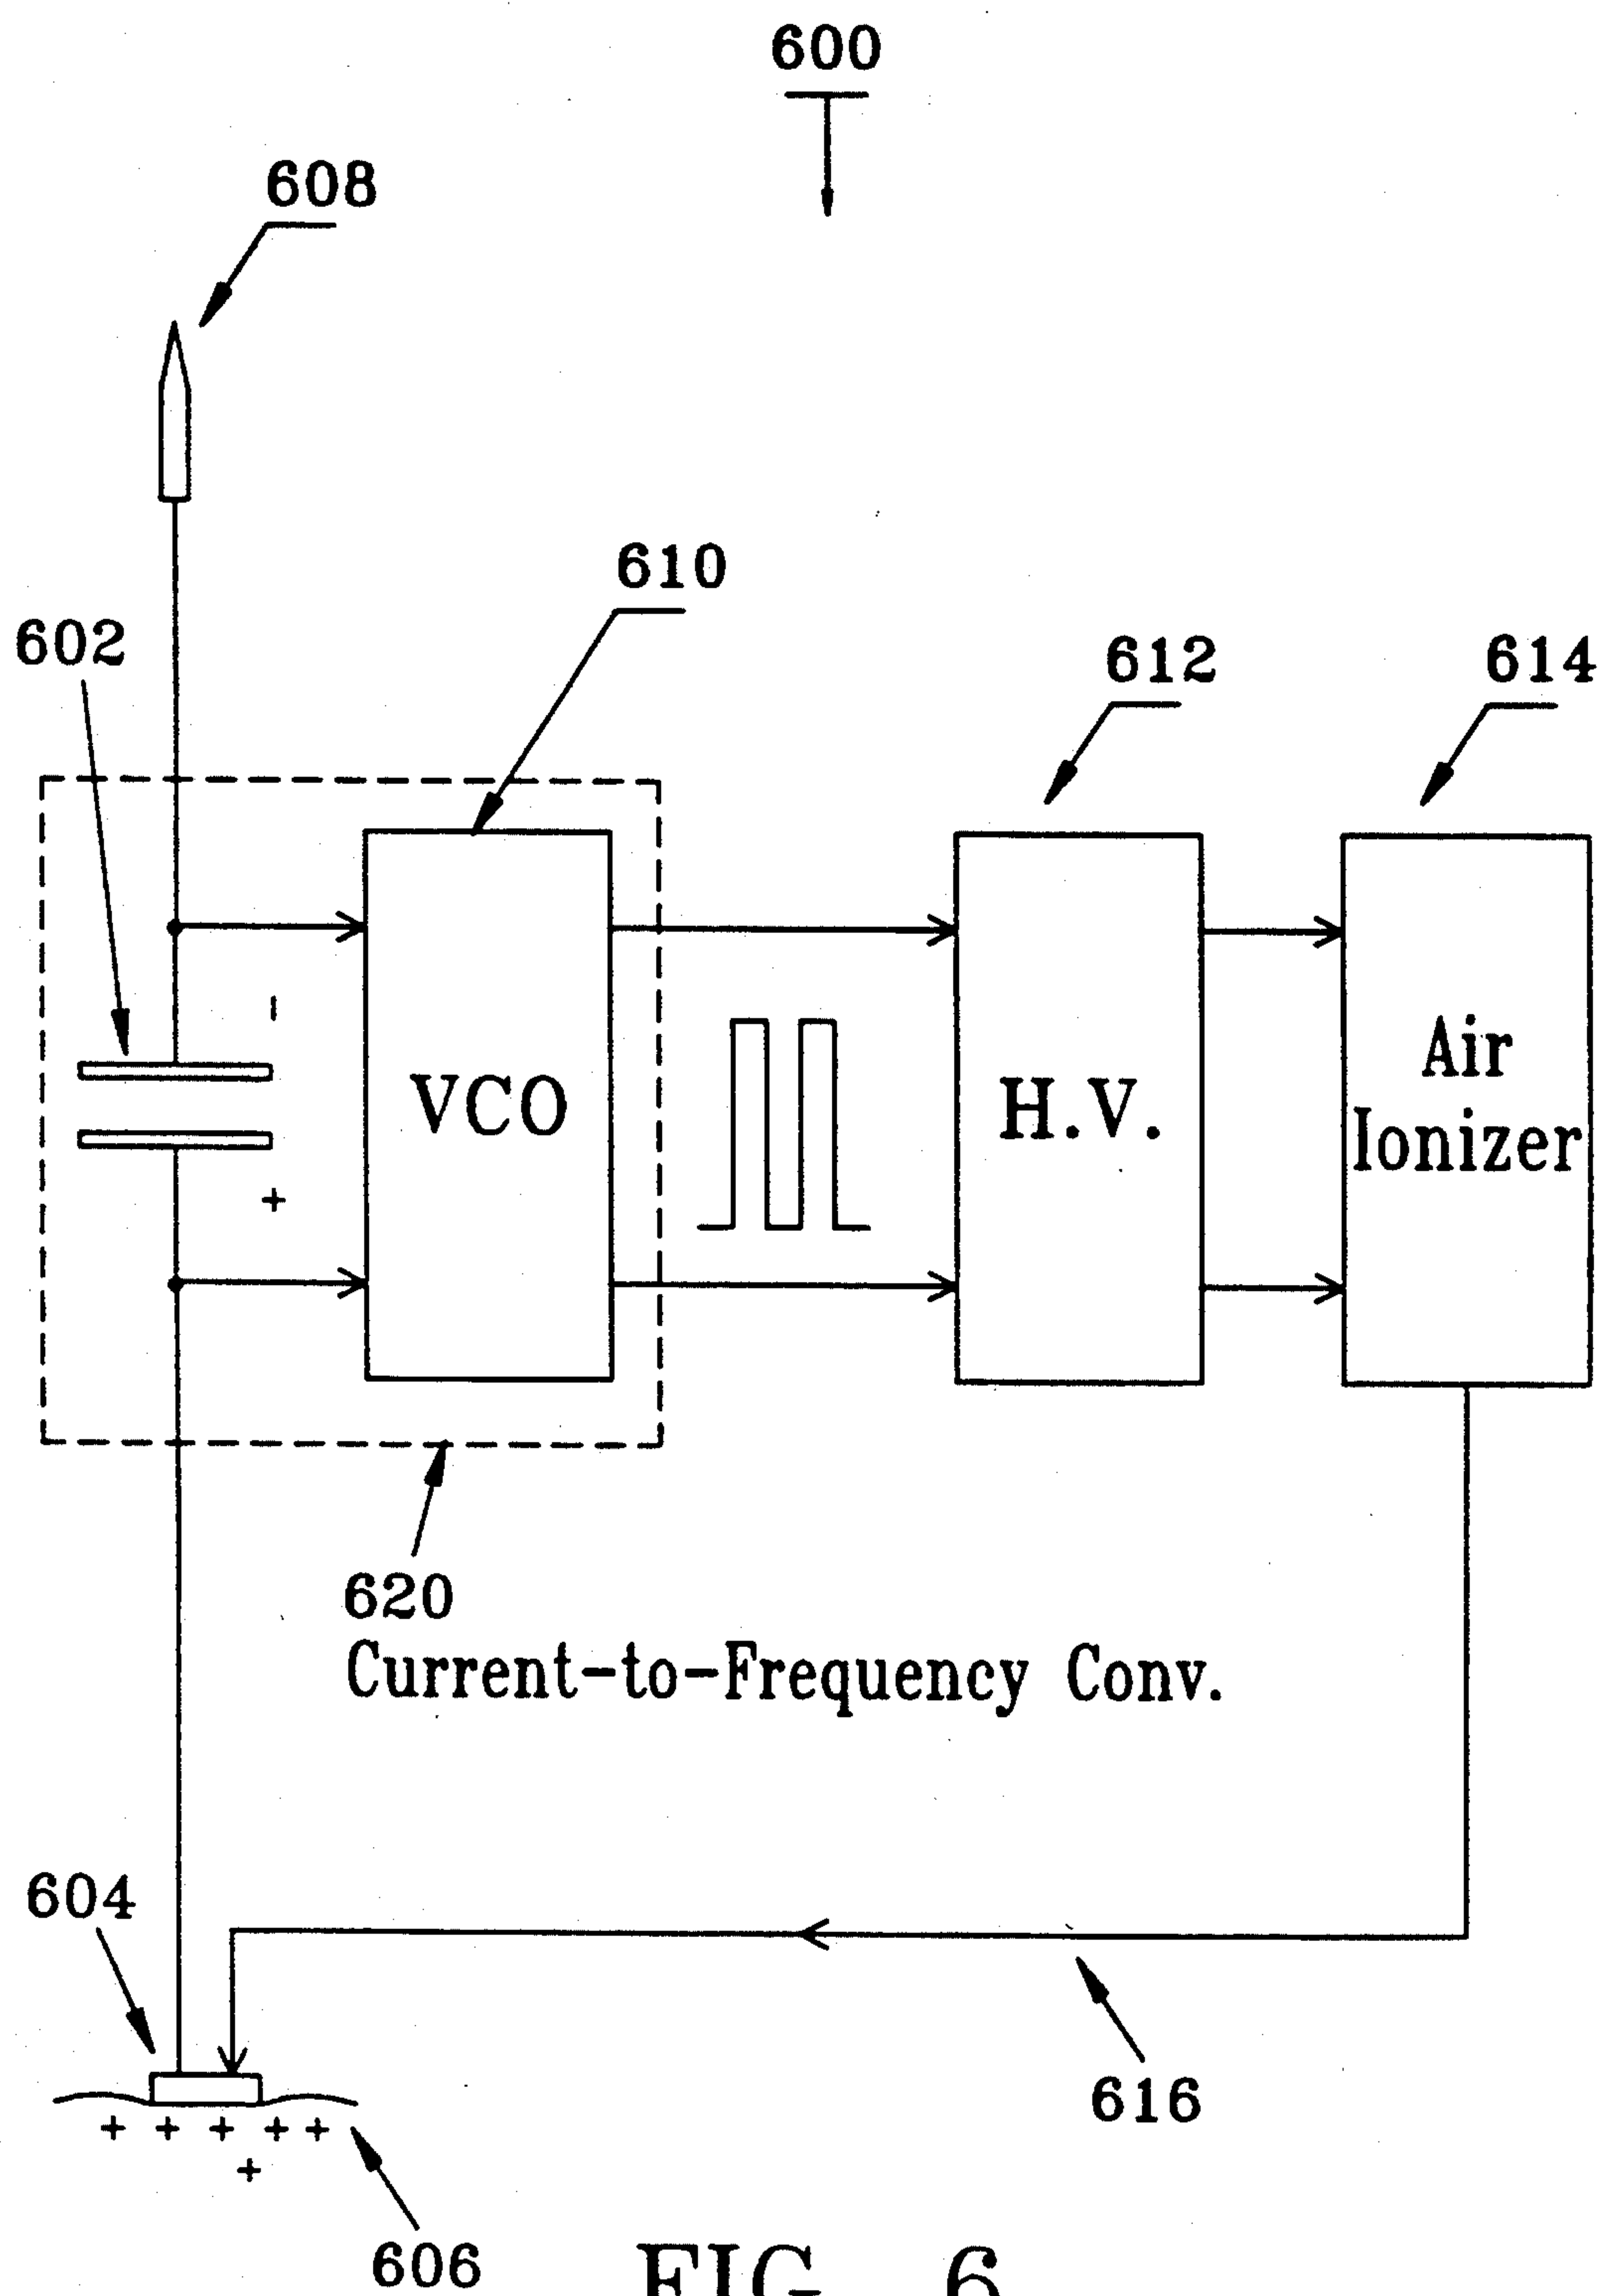 600
608
610
602
612
614
-
VCO
H.V.
Air
Ionizer
+
620
Current-to-Frequency Conv.
604
616
+ + + + +
+
606
FIG. 6